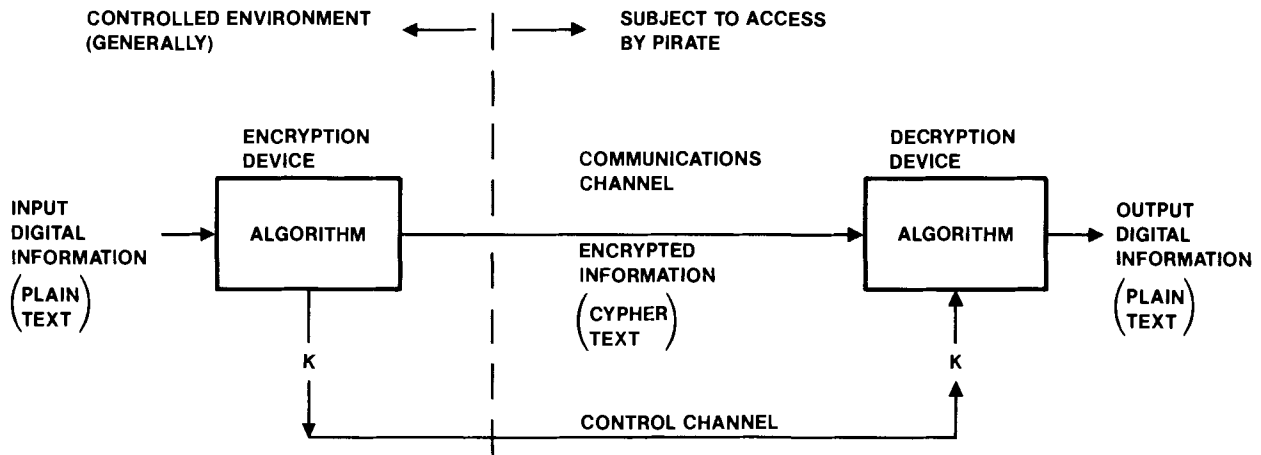 CONTROLLED ENVIRONMENT
(GENERALLY)
SUBJECT TO ACCESS
BY PIRATE
ENCRYPTION
DEVICE
DECRYPTION
DEVICE
COMMUNICATIONS
CHANNEL
INPUT
DIGITAL
INFORMATION
(PLAIN
TEXT)
ALGORITHM
ENCRYPTED
INFORMATION
(CYPHER
TEXT)
ALGORITHM
OUTPUT
DIGITAL
INFORMATION
(PLAIN
TEXT)
K
K
CONTROL CHANNEL